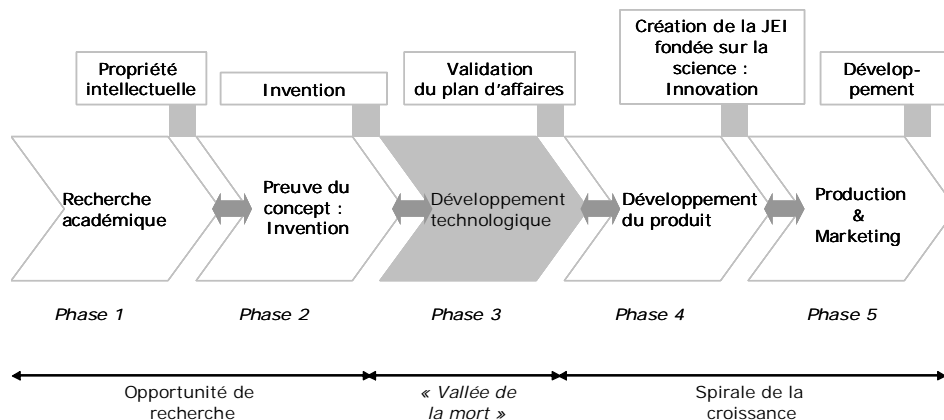 Propriété
intellectuelle
Invention
Validation
du plan d'affaires
Création de la JEI
fondée sur la
science :
Innovation
Dévelop-
pement
Recherche
académique
Preuve du
concept :
Invention
Développement
technologique
Développement
du produit
Production
&
Marketing
Phase 1
Phase 2
Phase 3
Phase 4
Phase 5
Opportunité de
recherche
« Vallée de
la mort »
Spirale de la
croissance